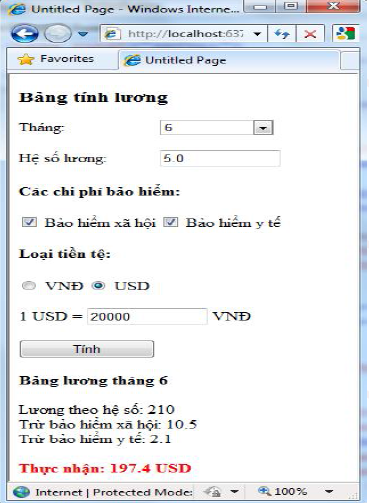 Untitled Page - Windows Interne...
http://localhost:637
Favorites
Untitled Page
Bảng tính lương
Tháng: 6
Hệ số lương: 5.0
Các chi phí bảo hiểm:
Bảo hiểm xã hội Bảo hiểm y tế
Loại tiền tệ:
VNĐ USD
1 USD = 20000 VNĐ
Tính
Bảng lương tháng 6
Lương theo hệ số: 210
Trừ bảo hiểm xã hội: 10.5
Trừ bảo hiểm y tế: 2.1
Thực nhận: 197.4 USD
Internet | Protected Mode: 100%